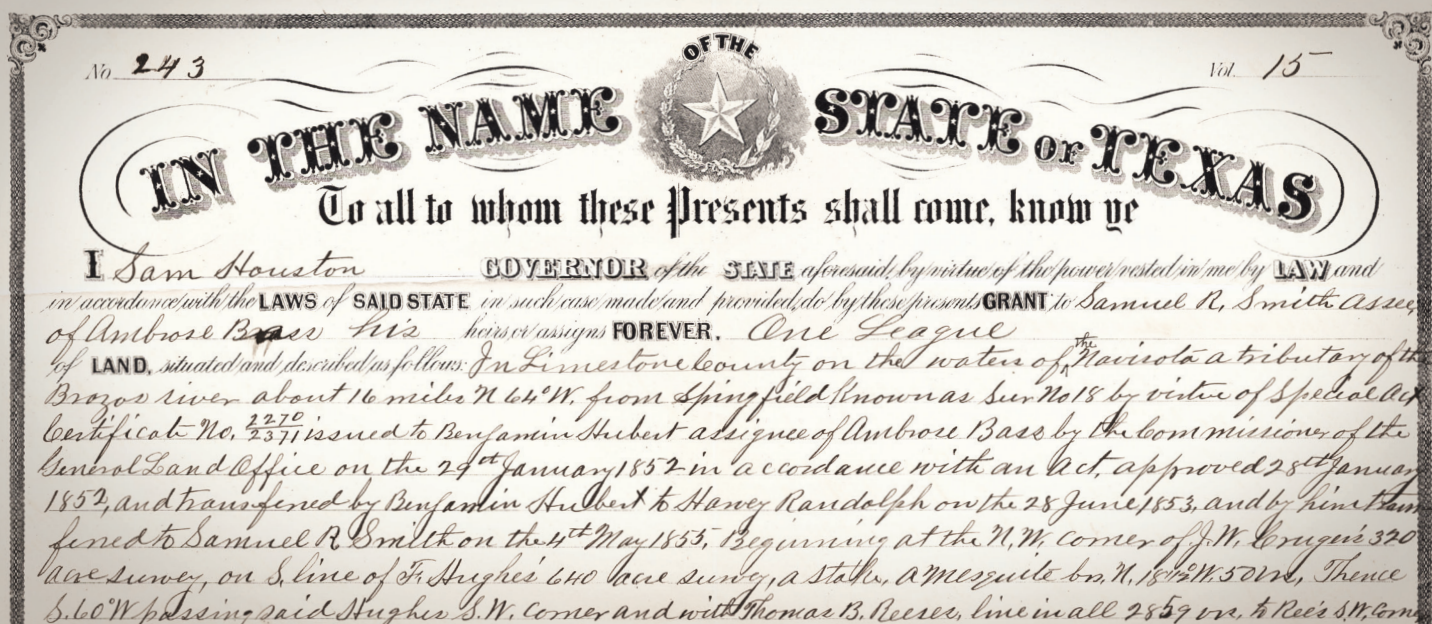 No 243 Vol. 15
IN THE NAME OF THE STATE OF TEXAS
To all to whom these Presents shall come, know ye
I Sam Houston GOVERNOR of the STATE aforesaid, by virtue of the power vested in me by LAW and
in accordance with the LAWS of SAID STATE in such case made and provided, do by these presents GRANT to Samuel R. Smith Assee,
of Ambrose Bass his heirs or assigns FOREVER, One League
of LAND, situated and described as follows: In Limestone County on the waters of the Navisota a tributary of the
Brazos river about 16 miles N 64° W. from Springfield Known as Sur No 18 by virtue of Special Act
Certificate No. 2270/2371 issued to Benjamin Hubert assignee of Ambrose Bass by the Commissioner of the
General Land Office on the 29th January 1852 in accordance with an Act, approved 28th January
1852, and transfered by Benjamin Hubert to Harvey Randolph on the 28 June 1853, and by him trans
fered to Samuel R Smith on the 4th May 1855, Beginning at the N.W. corner of J.W. Cruger's 320
acre survey, on S. line of F. Hughes' 640 acre survey, a stake, a mesquite brs. N. 18½° W. 50 vrs, Thence
S. 60° W passing said Hughes S.W. Corner and with Thomas B. Reeses, line in all 2859 vrs, to Ree's S.W. Corner